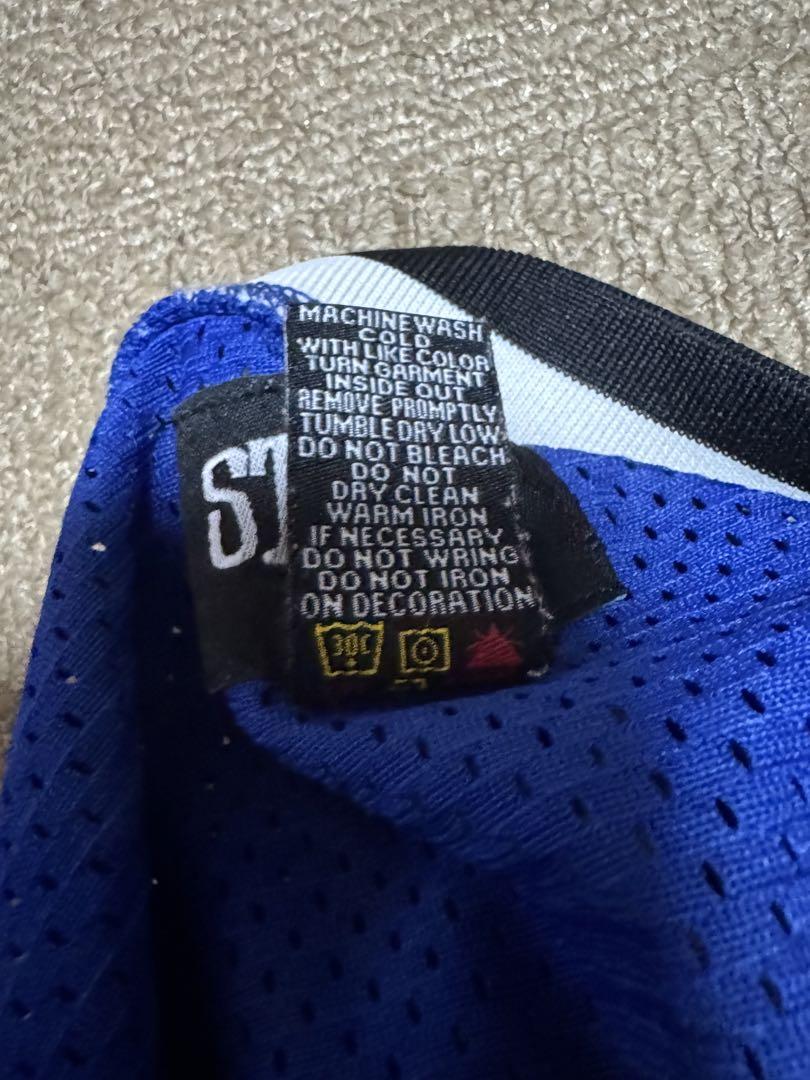 MACHINE WASH
COLD
WITH LIKE COLOR
TURN GARMENT
INSIDE OUT
REMOVE PROMPTLY
TUMBLE DRY LOW
DO NOT BLEACH
DO NOT
DRY CLEAN
WARM IRON
IF NECESSARY
DO NOT WRING
DO NOT IRON
ON DECORATION
30C
ST